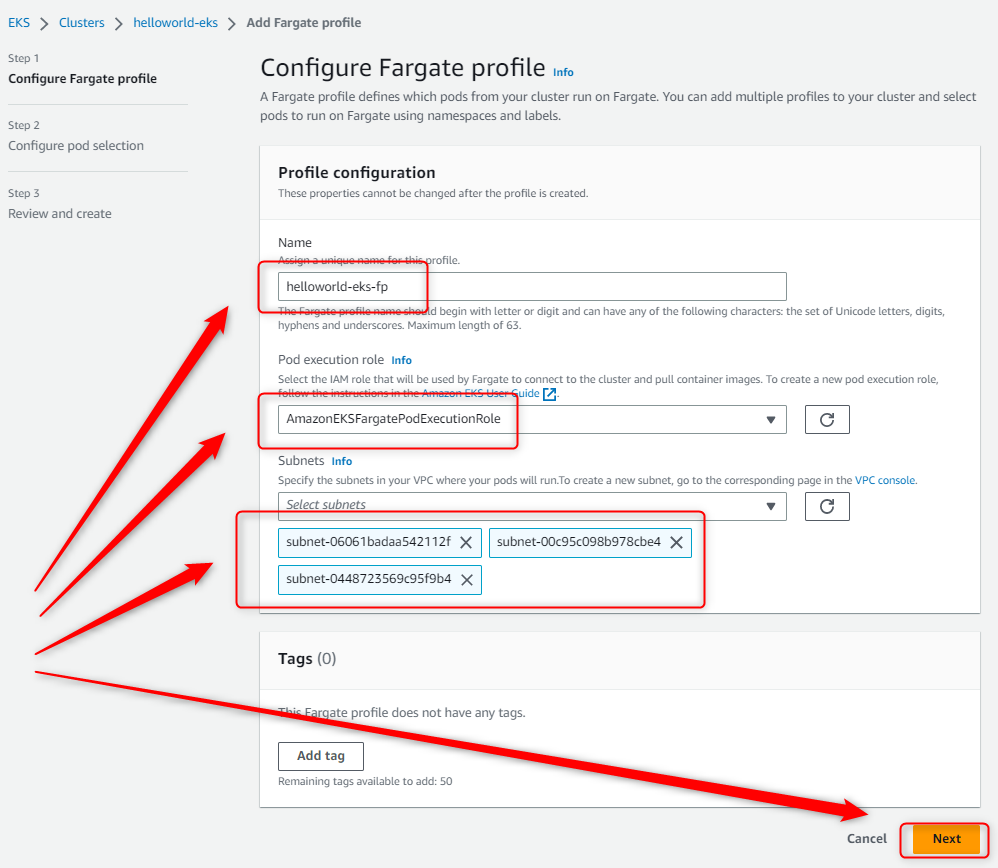 EKS > Clusters > helloworld-eks > Add Fargate profile
Step 1
Configure Fargate profile
Step 2
Configure pod selection
Step 3
Review and create
Configure Fargate profile Info
A Fargate profile defines which pods from your cluster run on Fargate. You can add multiple profiles to your cluster and select
pods to run on Fargate using namespaces and labels.
Profile configuration
These properties cannot be changed after the profile is created.
Name
Assign a unique name for this profile.
helloworld-eks-fp
The Fargate profile name should begin with letter or digit and can have any of the following characters: the set of Unicode letters, digits,
hyphens and underscores. Maximum length of 63.
Pod execution role Info
Select the IAM role that will be used by Fargate to connect to the cluster and pull container images. To create a new pod execution role,
follow the instructions in the Amazon EKS User Guide.
AmazonEKSFargatePodExecutionRole
Subnets Info
Specify the subnets in your VPC where your pods will run.To create a new subnet, go to the corresponding page in the VPC console.
Select subnets
subnet-06061badaa542112f subnet-00c95c098b978cbe4
subnet-0448723569c95f9b4
Tags (0)
This Fargate profile does not have any tags.
Add tag
Remaining tags available to add: 50
Cancel Next